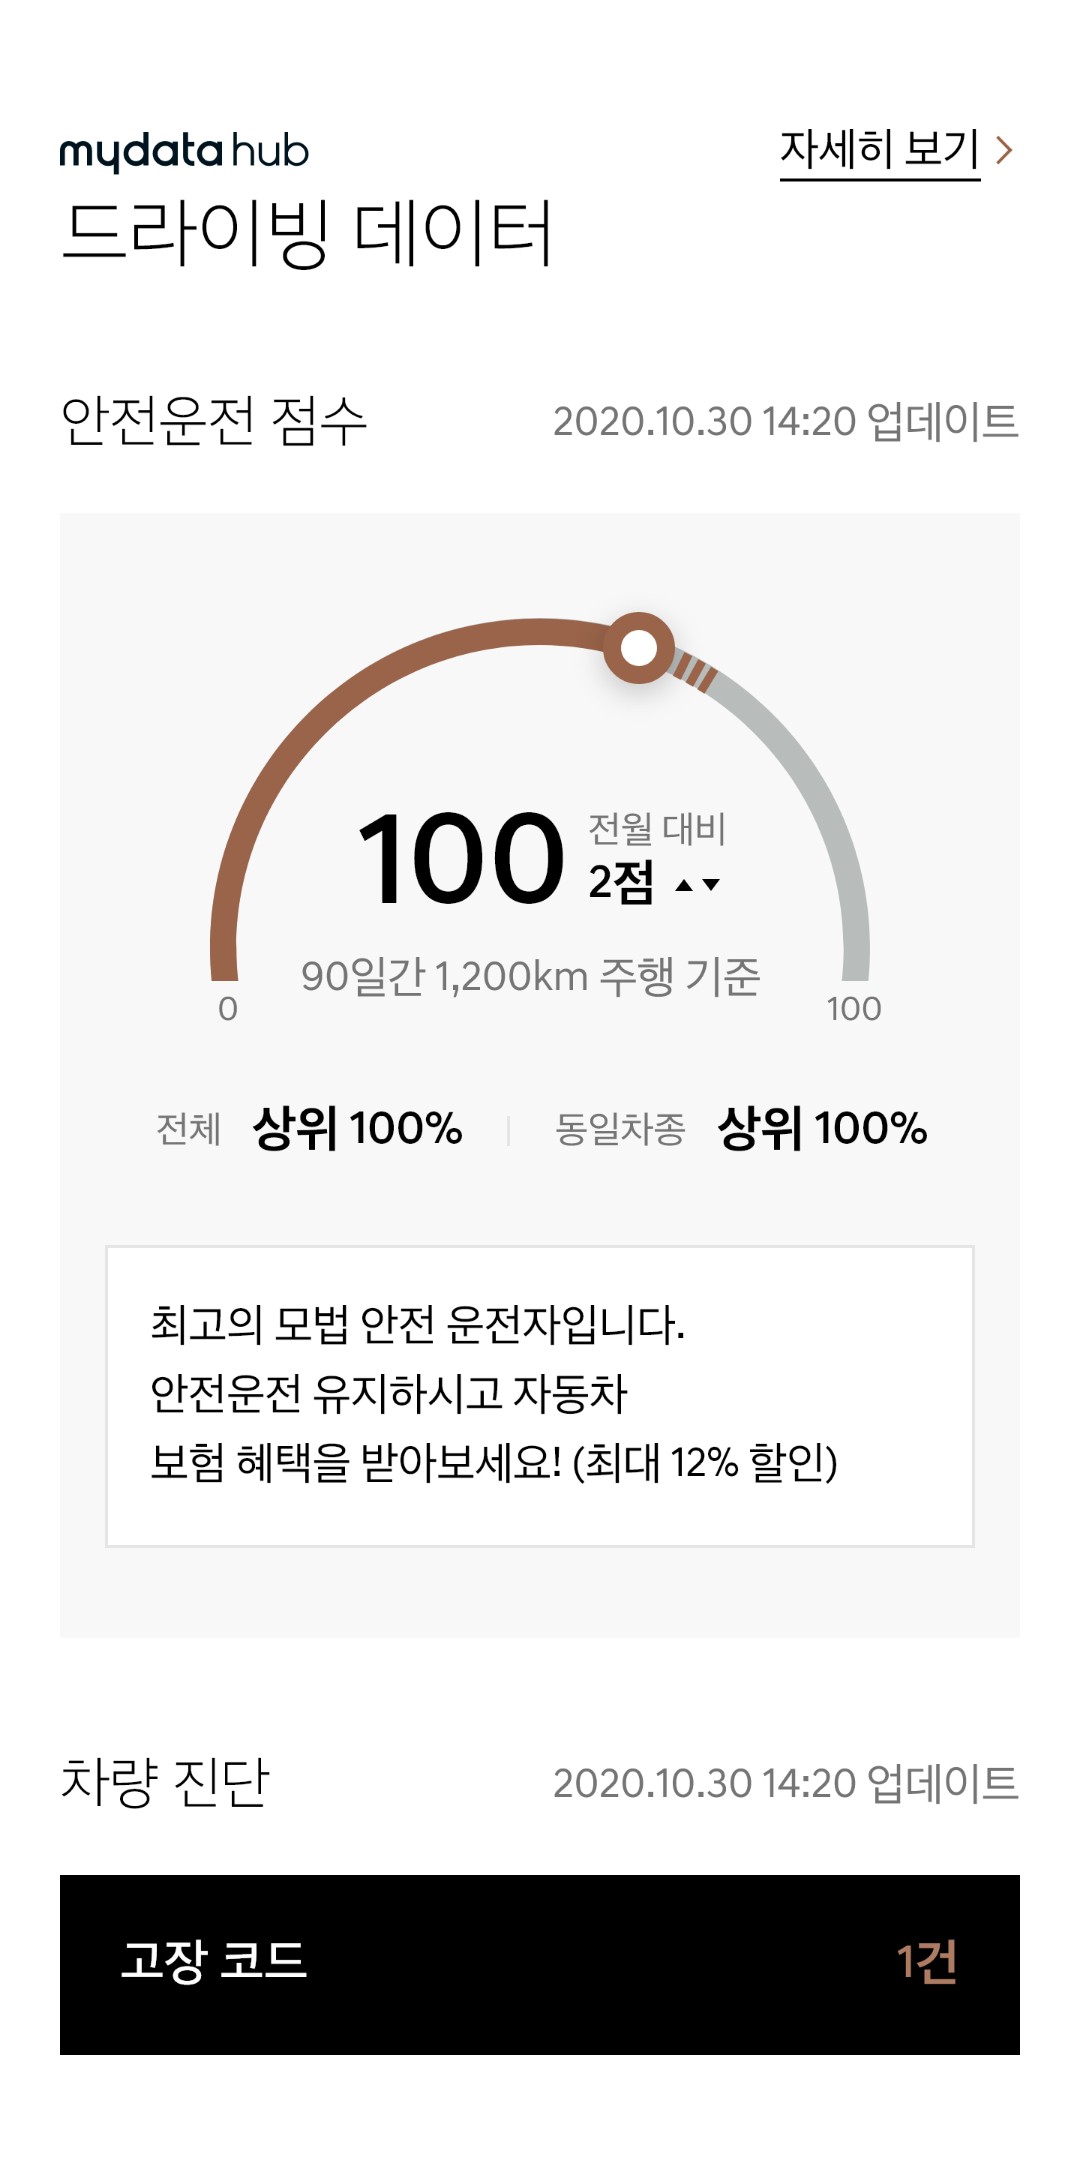 mydata hub
자세히 보기
드라이빙 데이터
안전운전 점수
2020.10.30 14:20 업데이트
100
전월 대비
2점
90일간 1,200km 주행 기준
0
100
전체 상위 100%
동일차종 상위 100%
최고의 모법 안전 운전자입니다.
안전운전 유지하시고 자동차
보험 혜택을 받아보세요! (최대 12% 할인)
차량 진단
2020.10.30 14:20 업데이트
고장 코드
1건